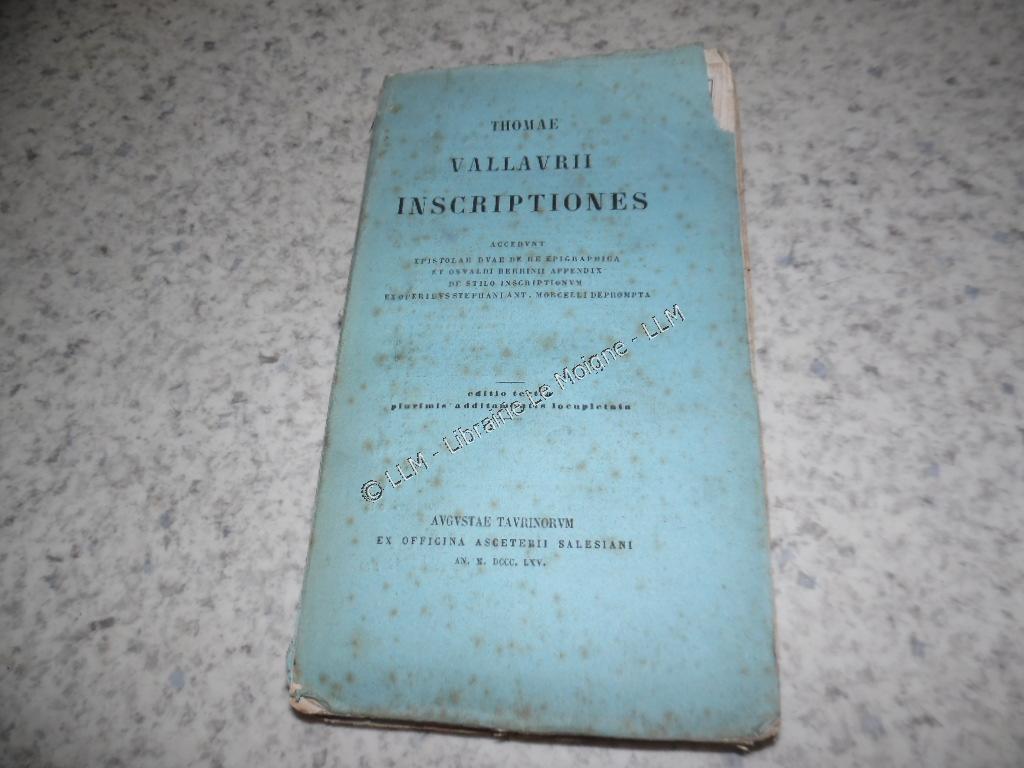 THOMAE
VALLAVRII
INSCRIPTIONES
ACCEDVNT
EPISTOLAE DVAE DE RE EPIGRAPHICA
ET OSVALDI BERRINII APPENDIX
DE STILO INSCRIPTIONVM
EX OPERIBVS STEPHANI ANT. MORCELLI DEPROMPTA
editio tertia
plurimis additamentis locupletata
© LLM - Librairie Le Moigne - LLM
AVGVSTAE TAVRINORVM
EX OFFICINA ASCETERII SALESIANI
AN. M. DCCC. LXV.